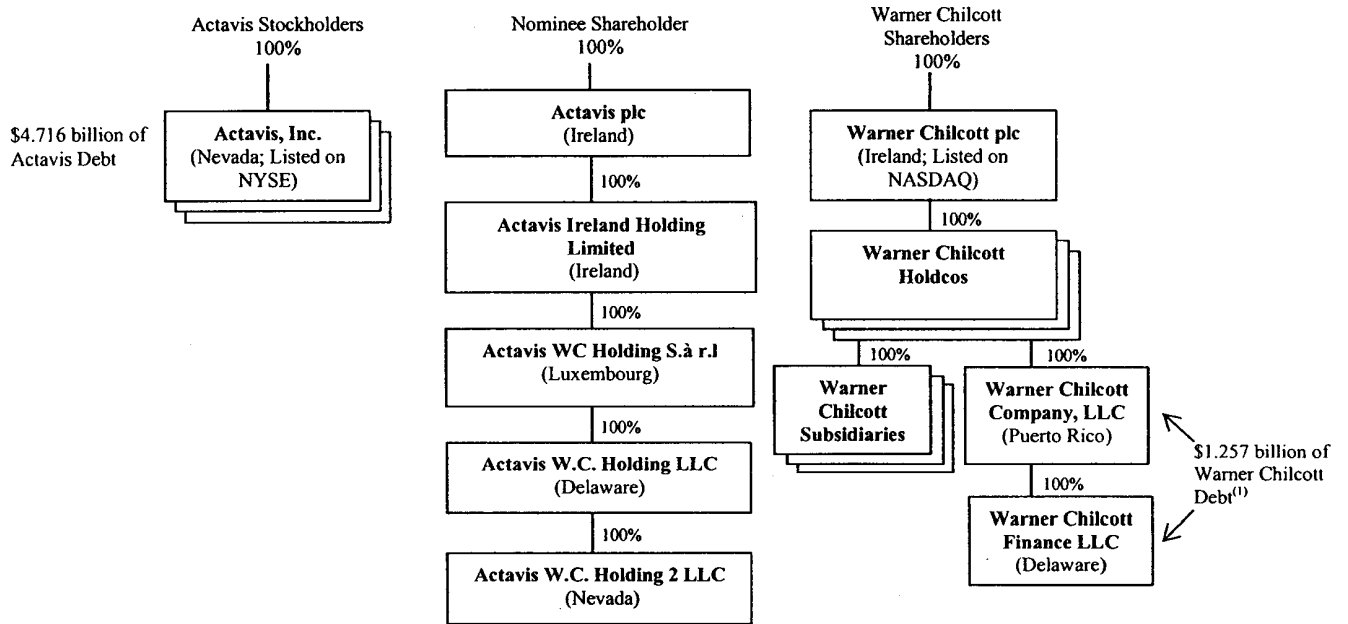 Actavis Stockholders
100%
$4.716 billion of
Actavis Debt
Actavis, Inc.
(Nevada; Listed on
NYSE)
Nominee Shareholder
100%
Actavis plc
(Ireland)
100%
Actavis Ireland Holding
Limited
(Ireland)
100%
Actavis WC Holding S.à r.l
(Luxembourg)
100%
Actavis W.C. Holding LLC
(Delaware)
100%
Actavis W.C. Holding 2 LLC
(Nevada)
Warner Chilcott
Shareholders
100%
Warner Chilcott plc
(Ireland; Listed on
NASDAQ)
100%
Warner Chilcott
Holdcos
100%
Warner
Chilcott
Subsidiaries
100%
Warner Chilcott
Company, LLC
(Puerto Rico)
100%
Warner Chilcott
Finance LLC
(Delaware)
$1.257 billion of
Warner Chilcott
Debt(1)